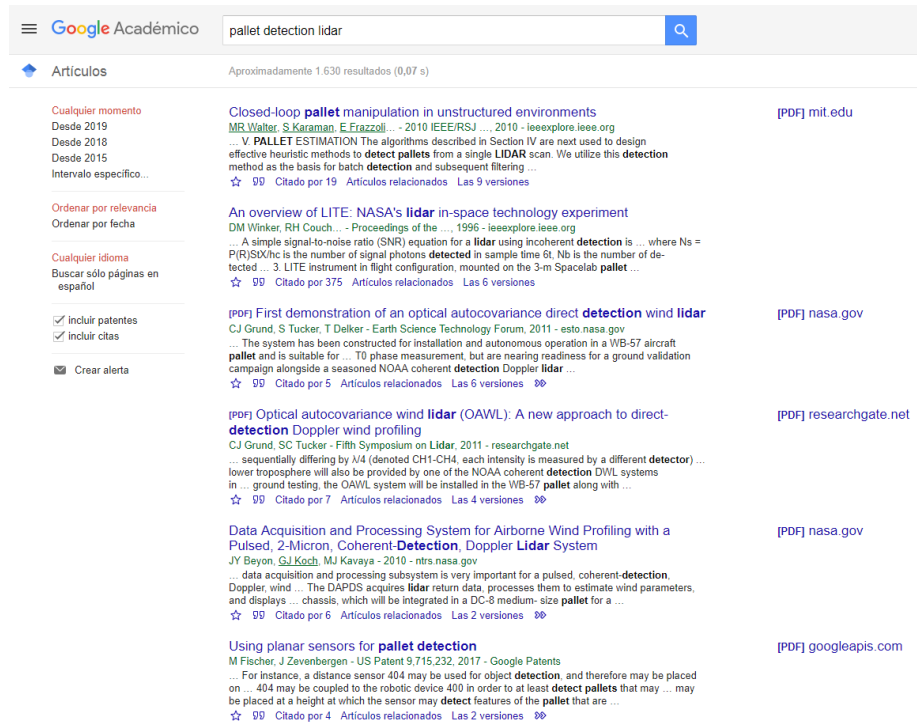 Google Académico
pallet detection lidar
Artículos
Aproximadamente 1.630 resultados (0,07 s)
Cualquier momento
Desde 2019
Desde 2018
Desde 2015
Intervalo específico...
Ordenar por relevancia
Ordenar por fecha
Cualquier idioma
Buscar sólo páginas en
español
incluir patentes
incluir citas
Crear alerta
Closed-loop pallet manipulation in unstructured environments
[PDF] mit.edu
MR Walter, S Karaman, E Frazzoli... - 2010 IEEE/RSJ …, 2010 - ieeexplore.ieee.org
… V. PALLET ESTIMATION The algorithms described in Section IV are next used to design
effective heuristic methods to detect pallets from a single LIDAR scan. We utilize this detection
method as the basis for batch detection and subsequent filtering …
Citado por 19 Artículos relacionados Las 9 versiones
An overview of LITE: NASA's lidar in-space technology experiment
DM Winker, RH Couch... - Proceedings of the …, 1996 - ieeexplore.ieee.org
… A simple signal-to-noise ratio (SNR) equation for a lidar using incoherent detection is … where Ns =
P(R)StX/hc is the number of signal photons detected in sample time 6t, Nb is the number of de-
tected … 3. LITE instrument in flight configuration, mounted on the 3-m Spacelab pallet …
Citado por 375 Artículos relacionados Las 6 versiones
[PDF] First demonstration of an optical autocovariance direct detection wind lidar
[PDF] nasa.gov
CJ Grund, S Tucker, T Delker - Earth Science Technology Forum, 2011 - esto.nasa.gov
… The system has been constructed for installation and autonomous operation in a WB-57 aircraft
pallet and is suitable for … T0 phase measurement, but are nearing readiness for a ground validation
campaign alongside a seasoned NOAA coherent detection Doppler lidar …
Citado por 5 Artículos relacionados Las 6 versiones
[PDF] Optical autocovariance wind lidar (OAWL): A new approach to direct-
detection Doppler wind profiling
[PDF] researchgate.net
CJ Grund, SC Tucker - Fifth Symposium on Lidar, 2011 - researchgate.net
… sequentially differing by λ/4 (denoted CH1-CH4, each intensity is measured by a different detector) …
lower troposphere will also be provided by one of the NOAA coherent detection DWL systems
in … ground testing, the OAWL system will be installed in the WB-57 pallet along with …
Citado por 7 Artículos relacionados Las 4 versiones
Data Acquisition and Processing System for Airborne Wind Profiling with a
Pulsed, 2-Micron, Coherent-Detection, Doppler Lidar System
[PDF] nasa.gov
JY Beyon, GJ Koch, MJ Kavaya - 2010 - ntrs.nasa.gov
… data acquisition and processing subsystem is very important for a pulsed, coherent-detection,
Doppler, wind … The DAPDS acquires lidar return data, processes them to estimate wind parameters,
and displays … chassis, which will be integrated in a DC-8 medium- size pallet for a …
Citado por 6 Artículos relacionados Las 2 versiones
Using planar sensors for pallet detection
[PDF] googleapis.com
M Fischer, J Zevenbergen - US Patent 9,715,232, 2017 - Google Patents
… For instance, a distance sensor 404 may be used for object detection, and therefore may be placed
on … 404 may be coupled to the robotic device 400 in order to at least detect pallets that may … may
be placed at a height at which the sensor may detect features of the pallet that are …
Citado por 4 Artículos relacionados Las 2 versiones